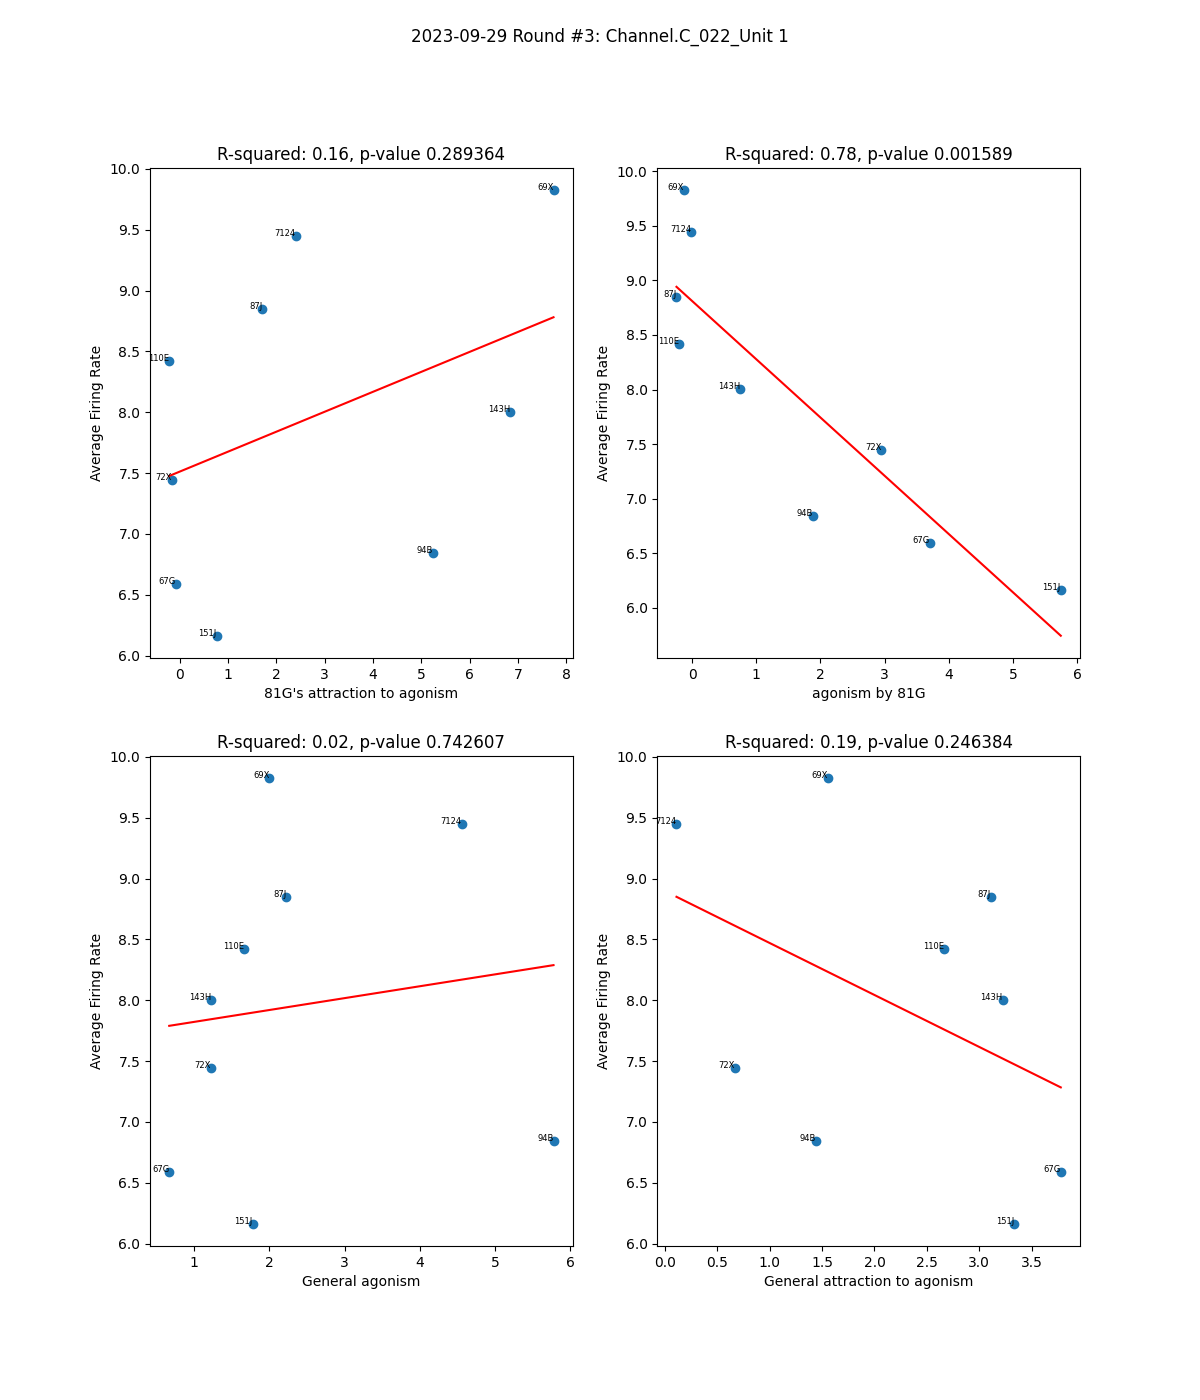 2023-09-29 Round #3: Channel.C_022_Unit 1
R-squared: 0.16, p-value 0.289364
10.0
9.5
9.0
8.5
8.0
7.5
7.0
6.5
6.0
Average Firing Rate
69X
7124
87J
110E
143H
72X
94B
67G
151J
0 1 2 3 4 5 6 7 8
81G's attraction to agonism
R-squared: 0.78, p-value 0.001589
10.0
9.5
9.0
8.5
8.0
7.5
7.0
6.5
6.0
Average Firing Rate
69X
7124
87J
110E
143H
72X
94B
67G
151J
0 1 2 3 4 5 6
agonism by 81G
R-squared: 0.02, p-value 0.742607
10.0
9.5
9.0
8.5
8.0
7.5
7.0
6.5
6.0
Average Firing Rate
69X
7124
87J
110E
143H
72X
94B
67G
151J
1 2 3 4 5 6
General agonism
R-squared: 0.19, p-value 0.246384
10.0
9.5
9.0
8.5
8.0
7.5
7.0
6.5
6.0
Average Firing Rate
69X
7124
87J
110E
143H
72X
94B
67G
151J
0.0 0.5 1.0 1.5 2.0 2.5 3.0 3.5
General attraction to agonism